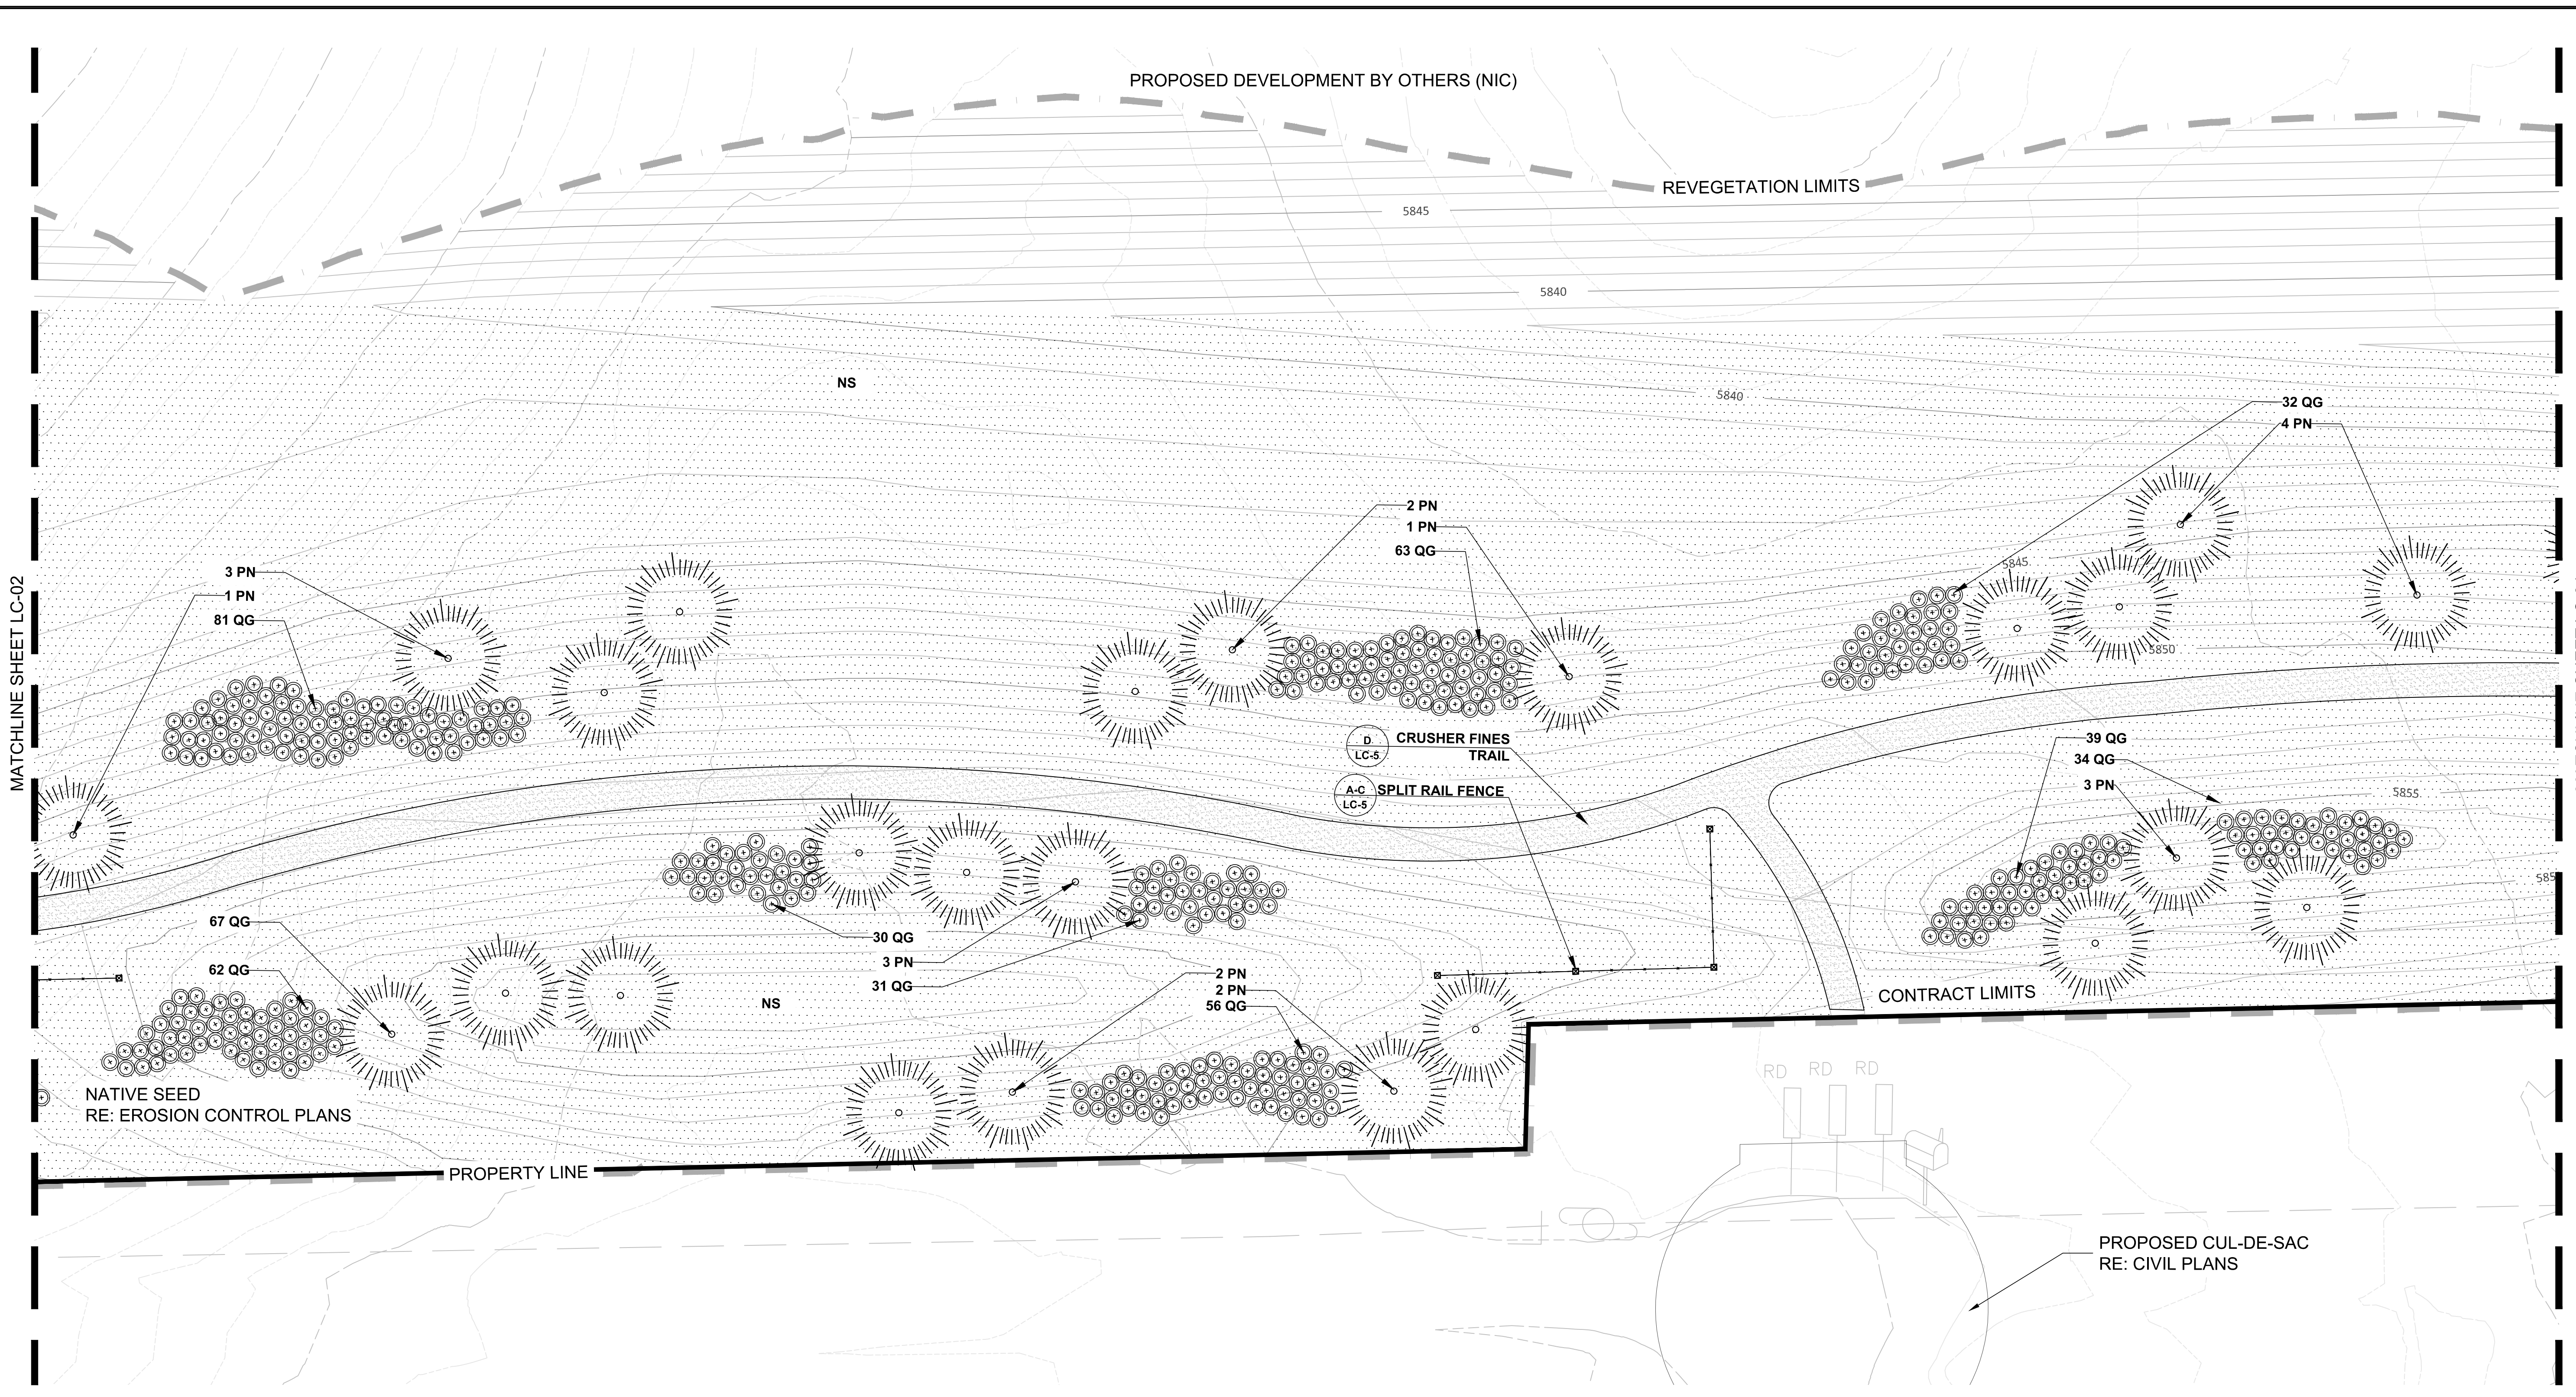 PROPOSED DEVELOPMENT BY OTHERS (NIC)
REVEGETATION LIMITS
5845
5840
NS
5840
32 QG
4 PN
2 PN
1 PN
63 QG
5845
3 PN
1 PN
81 QG
5850
MATCHLINE SHEET LC-02
D
LC-5
CRUSHER FINES
TRAIL
A-C
LC-5
SPLIT RAIL FENCE
39 QG
34 QG
3 PN
5855
67 QG
62 QG
30 QG
3 PN
31 QG
NS
2 PN
2 PN
56 QG
CONTRACT LIMITS
NATIVE SEED
RE: EROSION CONTROL PLANS
PROPERTY LINE
RD
RD
RD
PROPOSED CUL-DE-SAC
RE: CIVIL PLANS